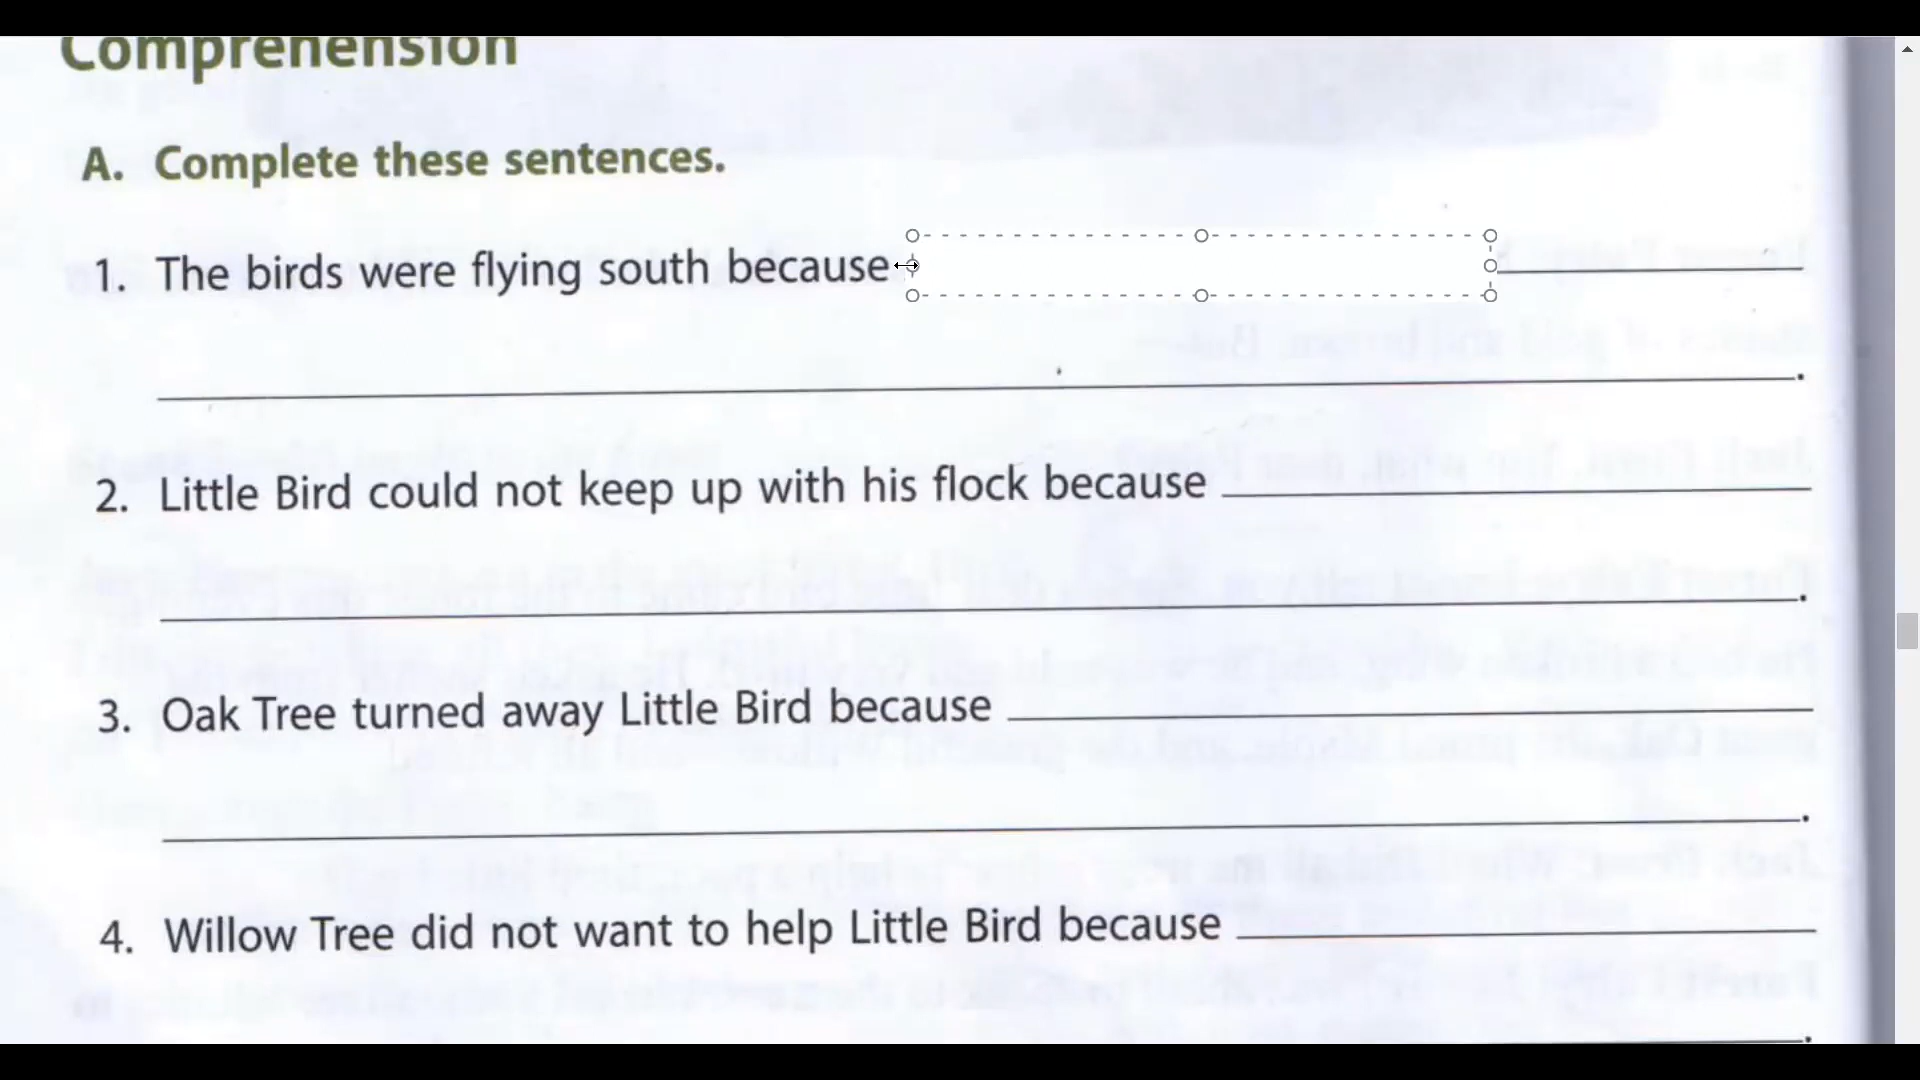 Comprehension
A. Complete these sentences.
1. The birds were flying south because
.
2. Little Bird could not keep up with his flock because
.
3. Oak Tree turned away Little Bird because
.
4. Willow Tree did not want to help Little Bird because
.